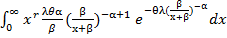 ∫₀^∞ x^r (λθα/β) (β/(x+β))^(-α+1) e^(-θλ(β/(x+β))^(-α)) dx